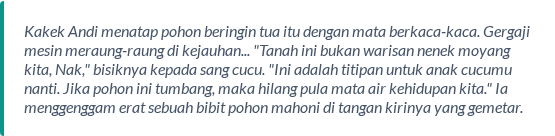 Kakek Andi menatap pohon beringin tua itu dengan mata berkaca-kaca. Gergaji
mesin meraung-raung di kejauhan... "Tanah ini bukan warisan nenek moyang
kita, Nak," bisiknya kepada sang cucu. "Ini adalah titipan untuk anak cucumu
nanti. Jika pohon ini tumbang, maka hilang pula mata air kehidupan kita." Ia
menggenggam erat sebuah bibit pohon mahoni di tangan kirinya yang gemetar.